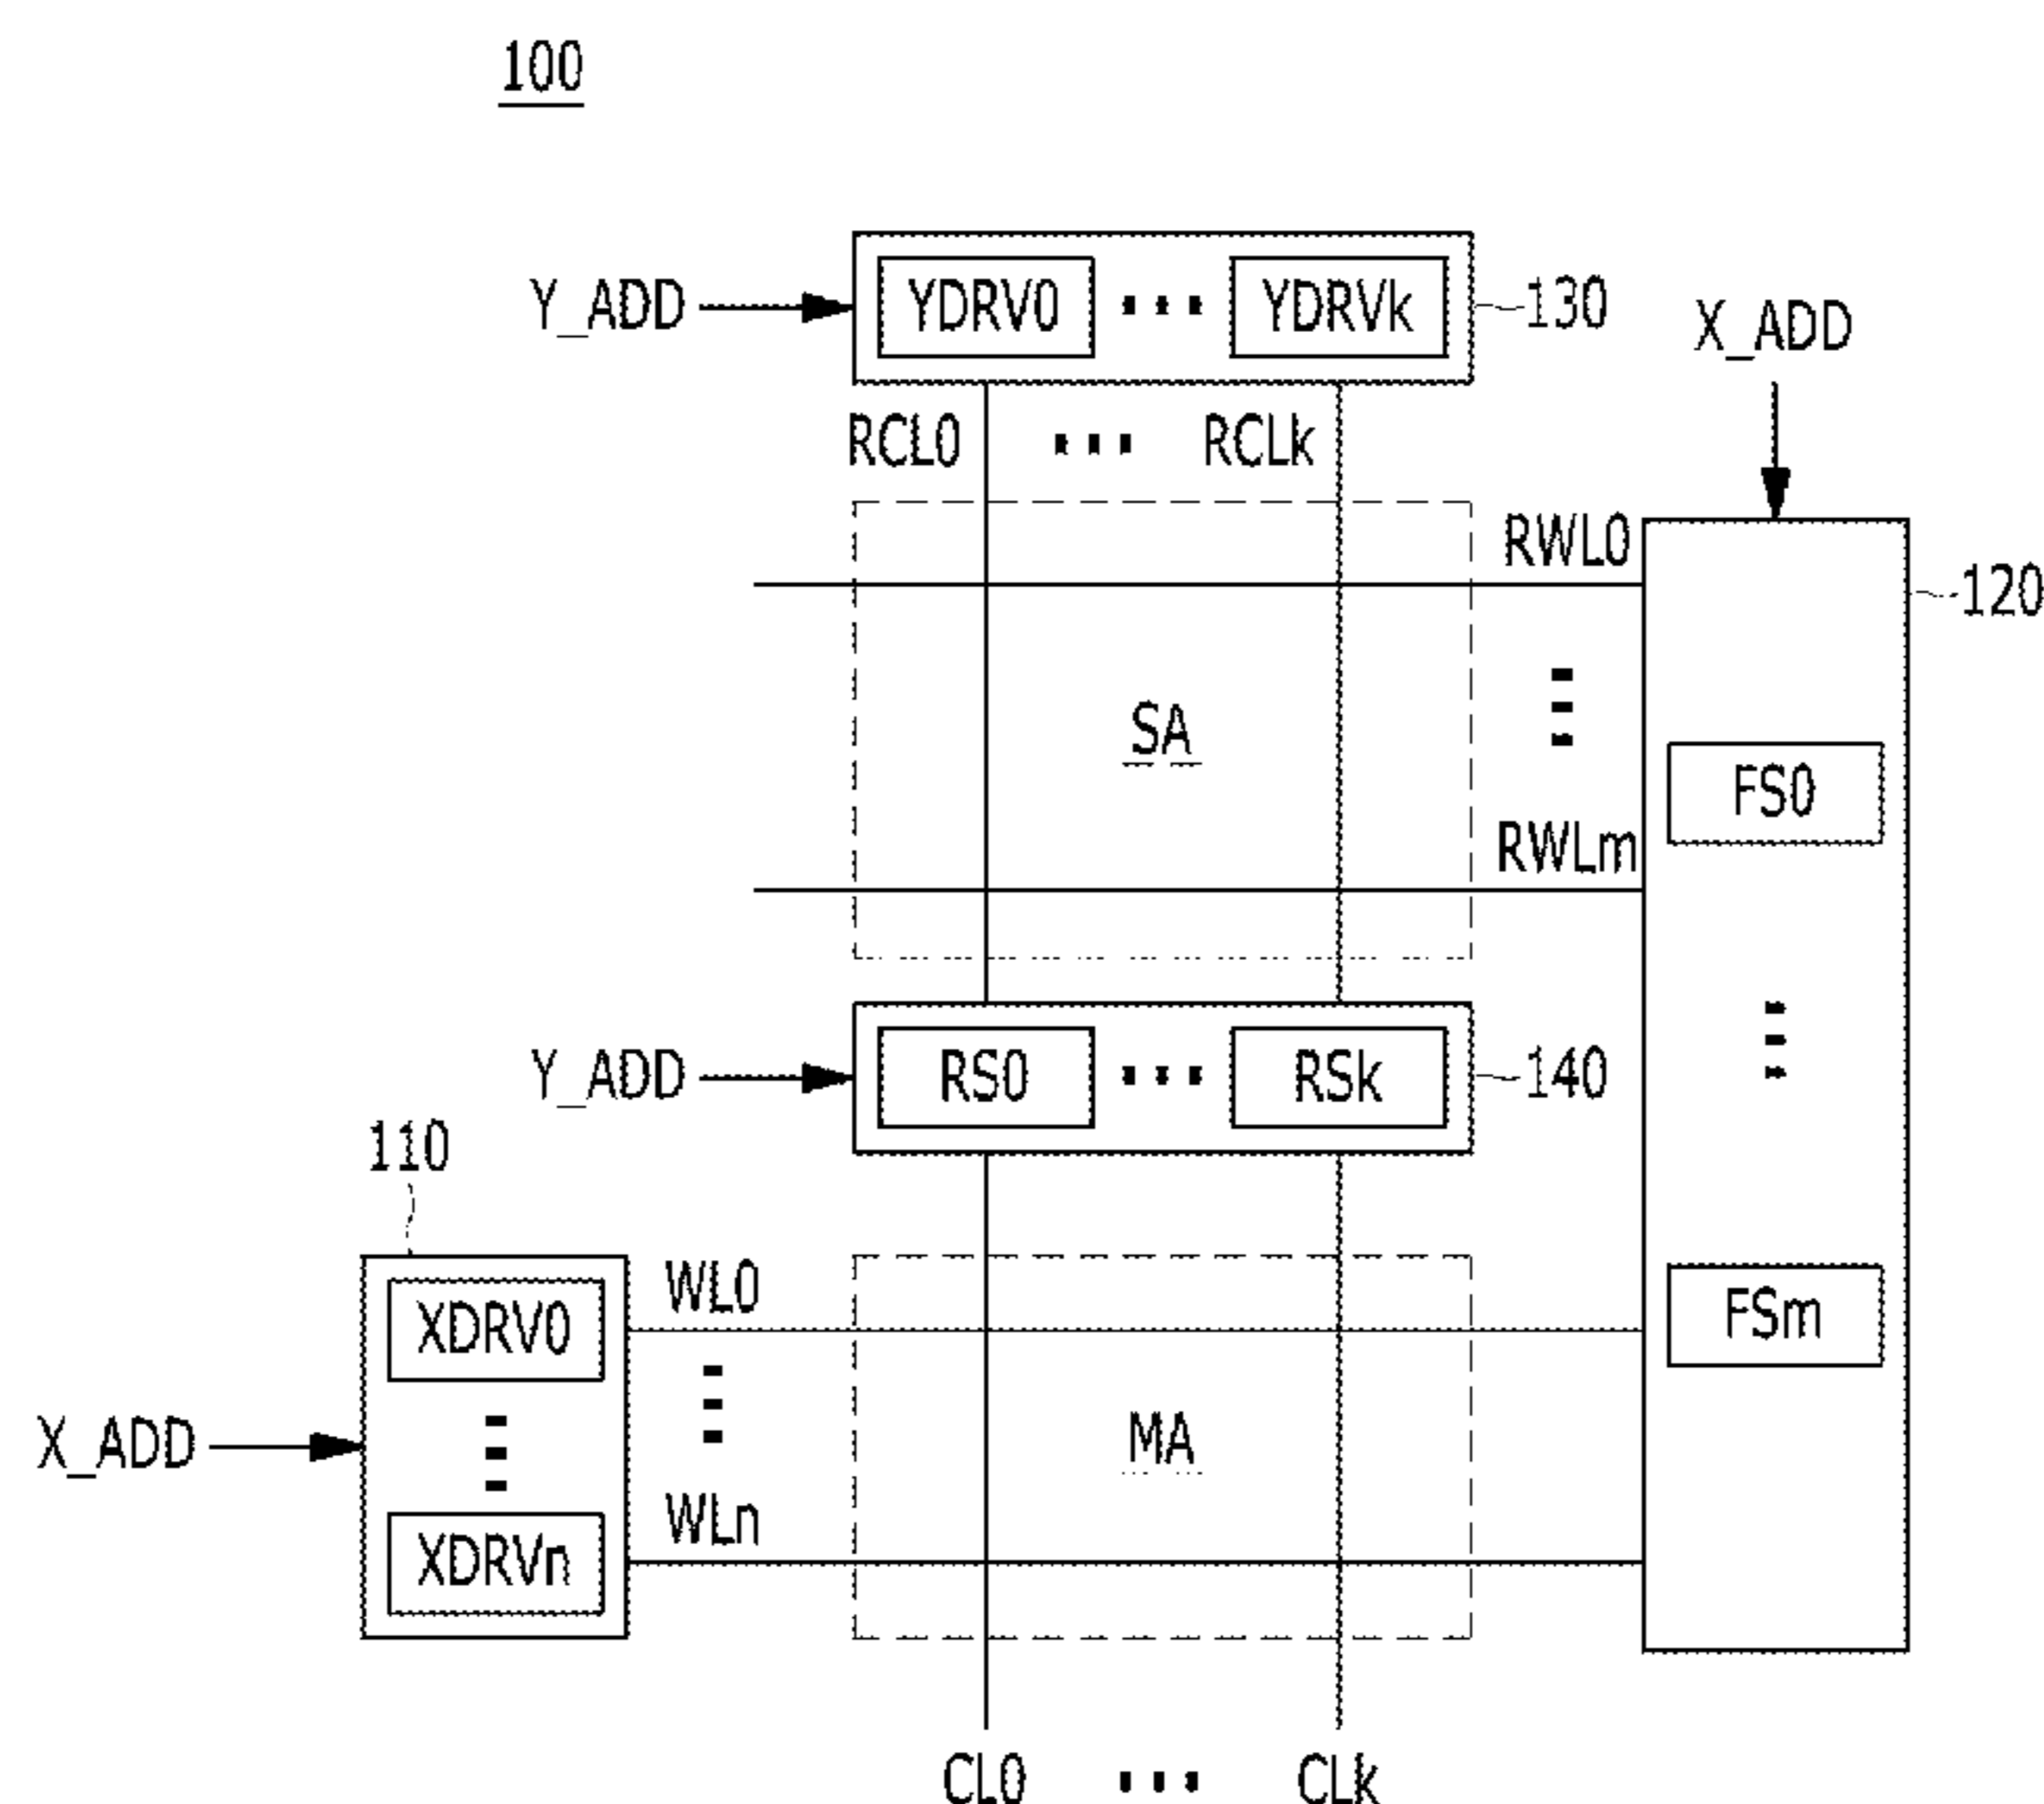 100
Y_ADD YDRV0 ... YDRVk 130
X_ADD
RCL0 ... RCLk
RWL0
120
SA
FS0
RWLm
Y_ADD RS0 ... RSk 140
110
WL0
XDRV0 FSm
X_ADD MA
WLn
XDRVn
CL0 ... CLk